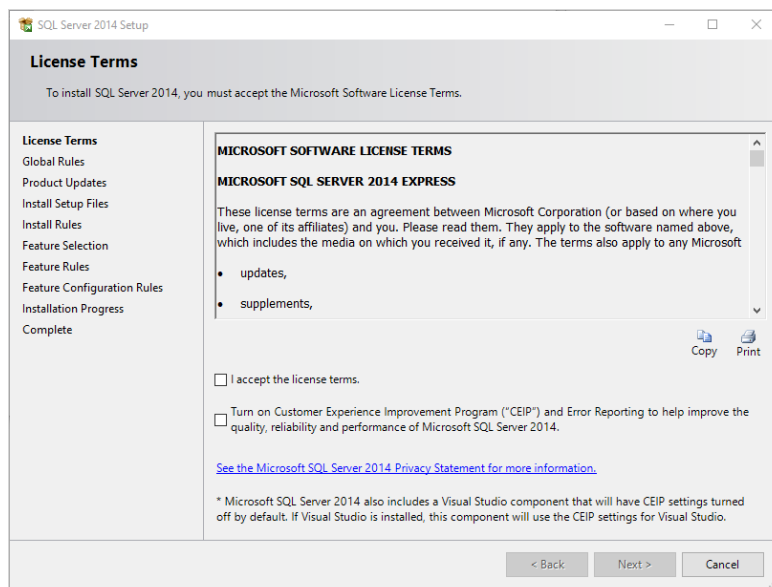 SQL Server 2014 Setup
License Terms
To install SQL Server 2014, you must accept the Microsoft Software License Terms.
License Terms
Global Rules
Product Updates
Install Setup Files
Install Rules
Feature Selection
Feature Rules
Feature Configuration Rules
Installation Progress
Complete
MICROSOFT SOFTWARE LICENSE TERMS
MICROSOFT SQL SERVER 2014 EXPRESS
These license terms are an agreement between Microsoft Corporation (or based on where you
live, one of its affiliates) and you. Please read them. They apply to the software named above,
which includes the media on which you received it, if any. The terms also apply to any Microsoft
• updates,
• supplements,
Copy Print
I accept the license terms.
Turn on Customer Experience Improvement Program ("CEIP") and Error Reporting to help improve the
quality, reliability and performance of Microsoft SQL Server 2014.
See the Microsoft SQL Server 2014 Privacy Statement for more information.
* Microsoft SQL Server 2014 also includes a Visual Studio component that will have CEIP settings turned
off by default. If Visual Studio is installed, this component will use the CEIP settings for Visual Studio.
< Back Next > Cancel